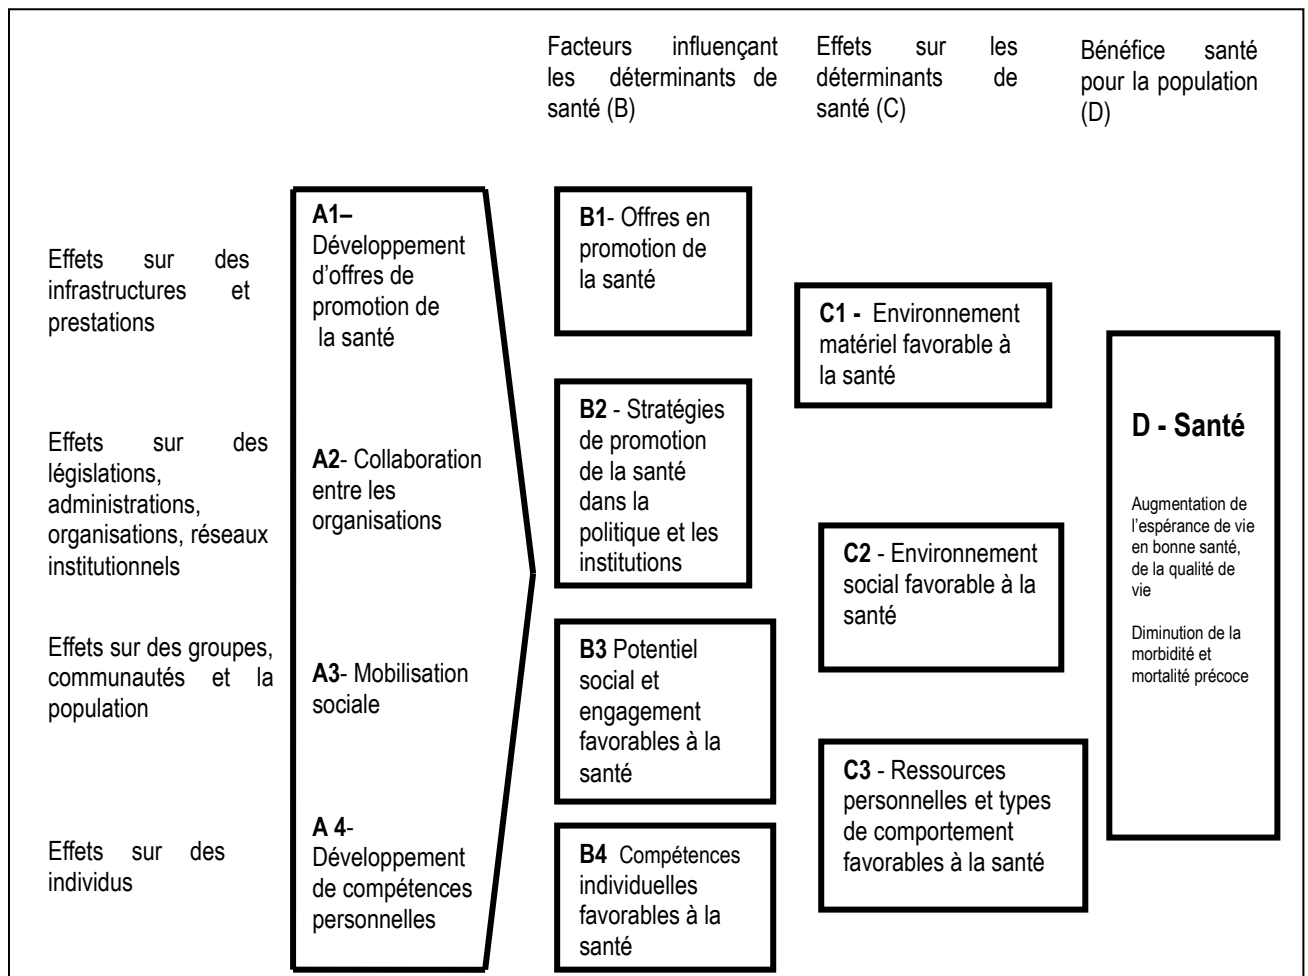 Facteurs influençant
les déterminants de
santé (B)
Effets sur les
déterminants de
santé (C)
Bénéfice santé
pour la population
(D)
Effets sur des
infrastructures et
prestations
A1–
Développement
d'offres de
promotion de
la santé
B1- Offres en
promotion de
la santé
C1 - Environnement
matériel favorable à
la santé
Effets sur des
législations,
administrations,
organisations, réseaux
institutionnels
A2- Collaboration
entre les
organisations
B2 - Stratégies
de promotion
de la santé
dans la
politique et les
institutions
C2 - Environnement
social favorable à la
santé
D - Santé
Augmentation de
l'espérance de vie
en bonne santé,
de la qualité de
vie
Diminution de la
morbidité et
mortalité précoce
Effets sur des groupes,
communautés et la
population
A3- Mobilisation
sociale
B3 Potentiel
social et
engagement
favorables à la
santé
C3 - Ressources
personnelles et types
de comportement
favorables à la santé
Effets sur des
individus
A 4-
Développement
de compétences
personnelles
B4 Compétences
individuelles
favorables à la
santé